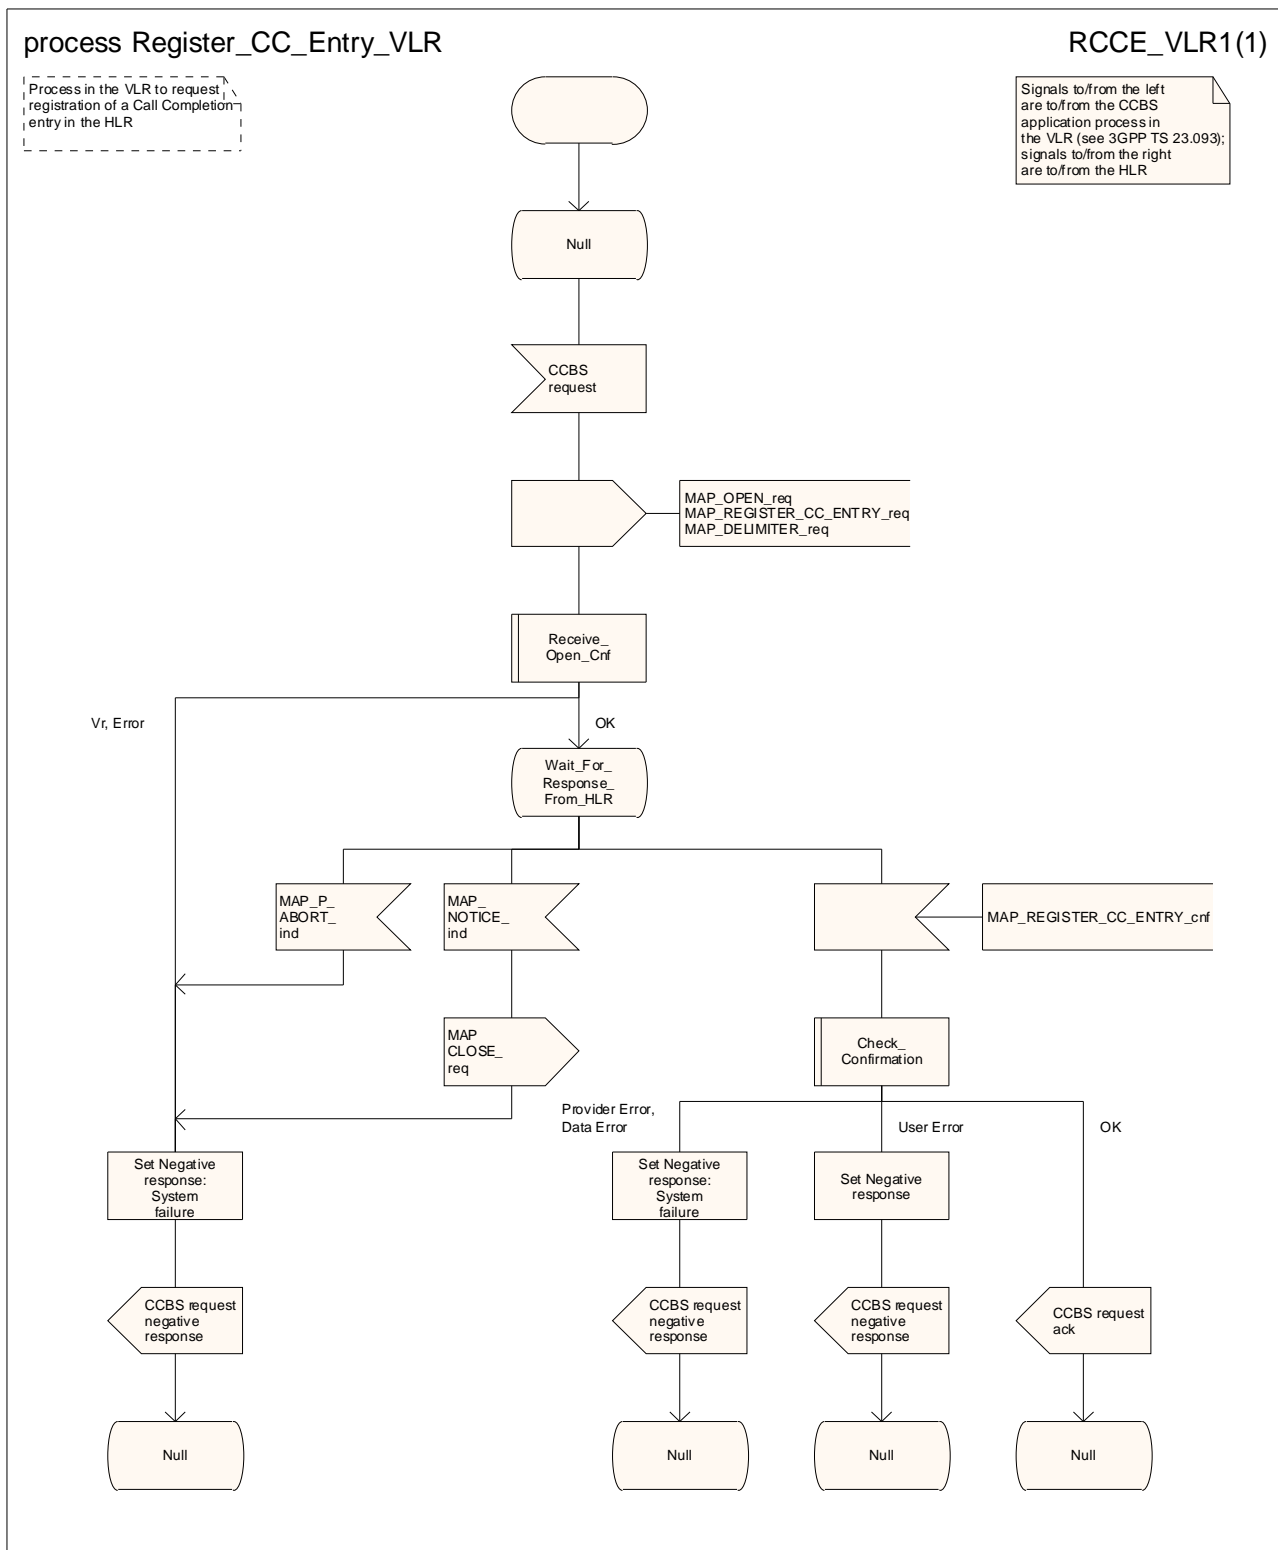 process Register_CC_Entry_VLR
RCCE_VLR1(1)
Process in the VLR to request
registration of a Call Completion
entry in the HLR
Signals to/from the left
are to/from the CCBS
application process in
the VLR (see 3GPP TS 23.093);
signals to/from the right
are to/from the HLR
Null
CCBS
request
MAP_OPEN_req
MAP_REGISTER_CC_ENTRY_req
MAP_DELIMITER_req
Receive_
Open_Cnf
Vr, Error
OK
Wait_For_
Response_
From_HLR
MAP_P_
ABORT_
ind
MAP_
NOTICE_
ind
MAP_REGISTER_CC_ENTRY_cnf
MAP
CLOSE_
req
Check_
Confirmation
Provider Error,
Data Error
User Error
OK
Set Negative
response:
System
failure
Set Negative
response:
System
failure
Set Negative
response
CCBS request
negative
response
CCBS request
negative
response
CCBS request
negative
response
CCBS request
ack
Null
Null
Null
Null